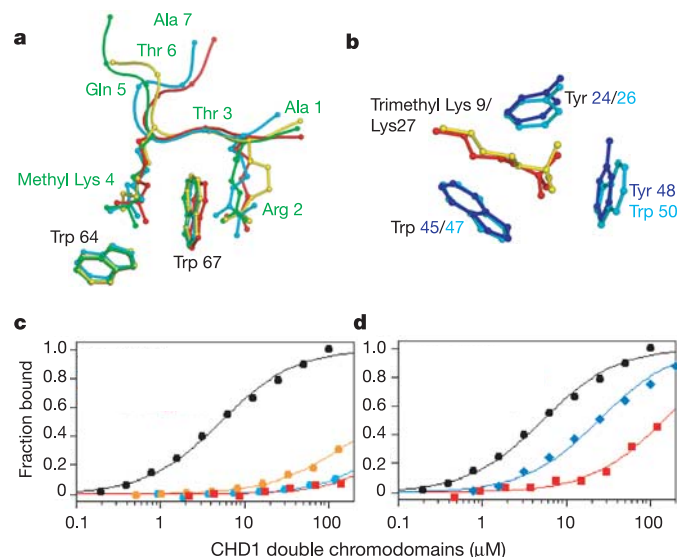 a
Ala 7
Thr 6
Gln 5
Thr 3
Ala 1
Methyl Lys 4
Arg 2
Trp 64
Trp 67
b
Tyr 24/26
Trimethyl Lys 9/
Lys27
Tyr 48
Trp 50
Trp 45/47
c
Fraction bound
1.0
0.8
0.6
0.4
0.2
0
0.1
1
10
100
d
1.0
0.8
0.6
0.4
0.2
0
0.1
1
10
100
CHD1 double chromodomains (μM)